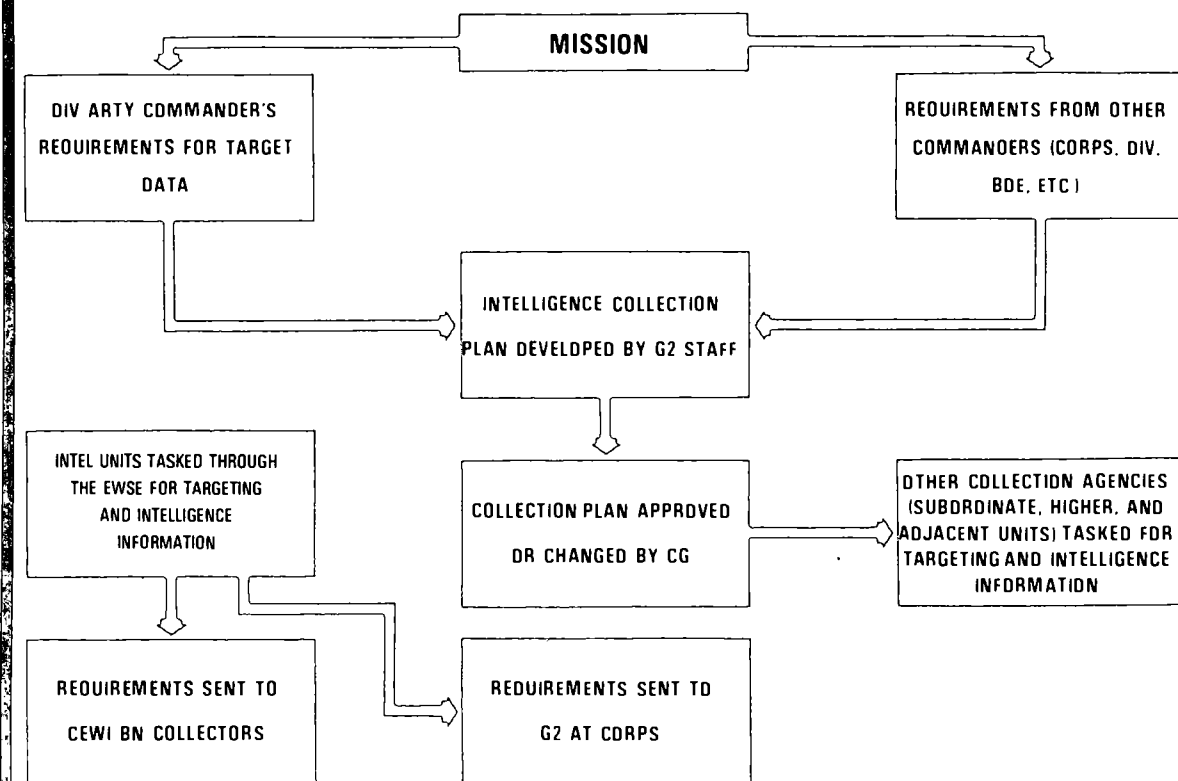 MISSION
DIV ARTY COMMANDER'S
REQUIREMENTS FOR TARGET
DATA
REQUIREMENTS FROM OTHER
COMMANDERS (CORPS, DIV,
BDE, ETC)
INTELLIGENCE COLLECTION
PLAN DEVELOPED BY G2 STAFF
INTEL UNITS TASKED THROUGH
THE EWSE FOR TARGETING
AND INTELLIGENCE
INFORMATION
COLLECTION PLAN APPROVED
OR CHANGED BY CG
OTHER COLLECTION AGENCIES
(SUBORDINATE, HIGHER, AND
ADJACENT UNITS) TASKED FOR
TARGETING AND INTELLIGENCE
INFORMATION
REQUIREMENTS SENT TO
CEWI BN COLLECTORS
REQUIREMENTS SENT TO
G2 AT CORPS